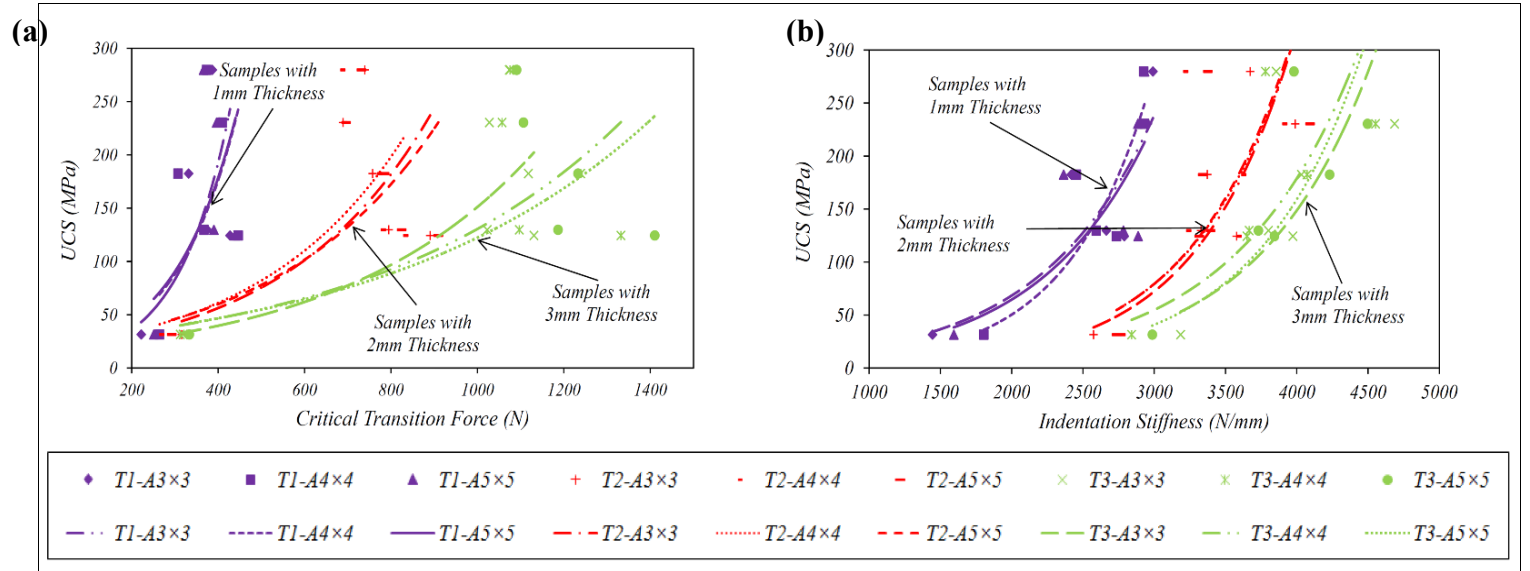 (a)
300
250
200
150
100
50
0
UCS (MPa)
200 400 600 800 1000 1200 1400
Critical Transition Force (N)
Samples with
1mm Thickness
Samples with
2mm Thickness
Samples with
3mm Thickness
(b)
300
250
200
150
100
50
0
UCS (MPa)
1000 1500 2000 2500 3000 3500 4000 4500 5000
Indentation Stiffness (N/mm)
Samples with
1mm Thickness
Samples with
2mm Thickness
Samples with
3mm Thickness
T1-A3×3 T1-A4×4 T1-A5×5 T2-A3×3 T2-A4×4 T2-A5×5 T3-A3×3 T3-A4×4 T3-A5×5
T1-A3×3 T1-A4×4 T1-A5×5 T2-A3×3 T2-A4×4 T2-A5×5 T3-A3×3 T3-A4×4 T3-A5×5